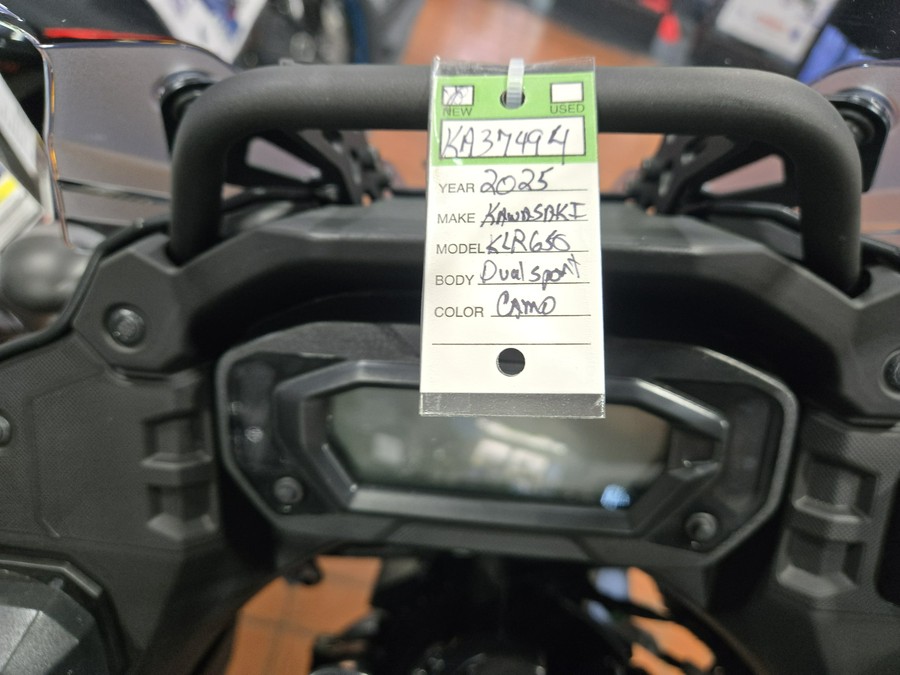 NEW USED
KA37494
YEAR 2025
MAKE KAWASAKI
MODEL KLR650
BODY Dual sport
COLOR CAMO